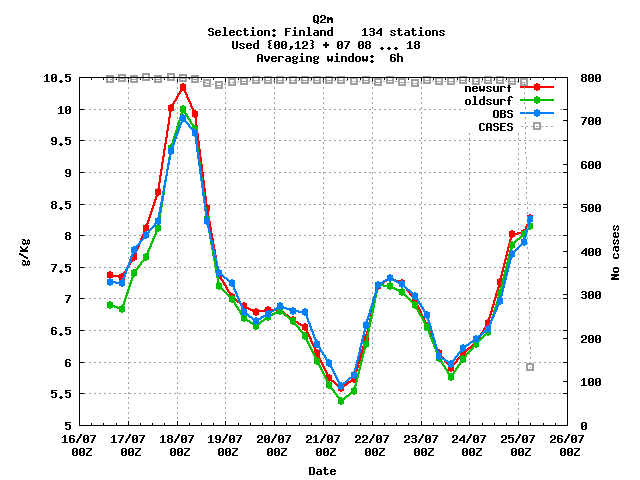 Q2m
Selection: Finland    134 stations
Used {00,12} + 07 08 ... 18
Averaging window:  6h
newsurf
oldsurf
OBS
CASES
10.5
10
9.5
9
8.5
8
7.5
7
6.5
6
5.5
5
g/Kg
800
700
600
500
400
300
200
100
0
No cases
16/07 17/07 18/07 19/07 20/07 21/07 22/07 23/07 24/07 25/07 26/07
00Z 00Z 00Z 00Z 00Z 00Z 00Z 00Z 00Z 00Z 00Z
Date